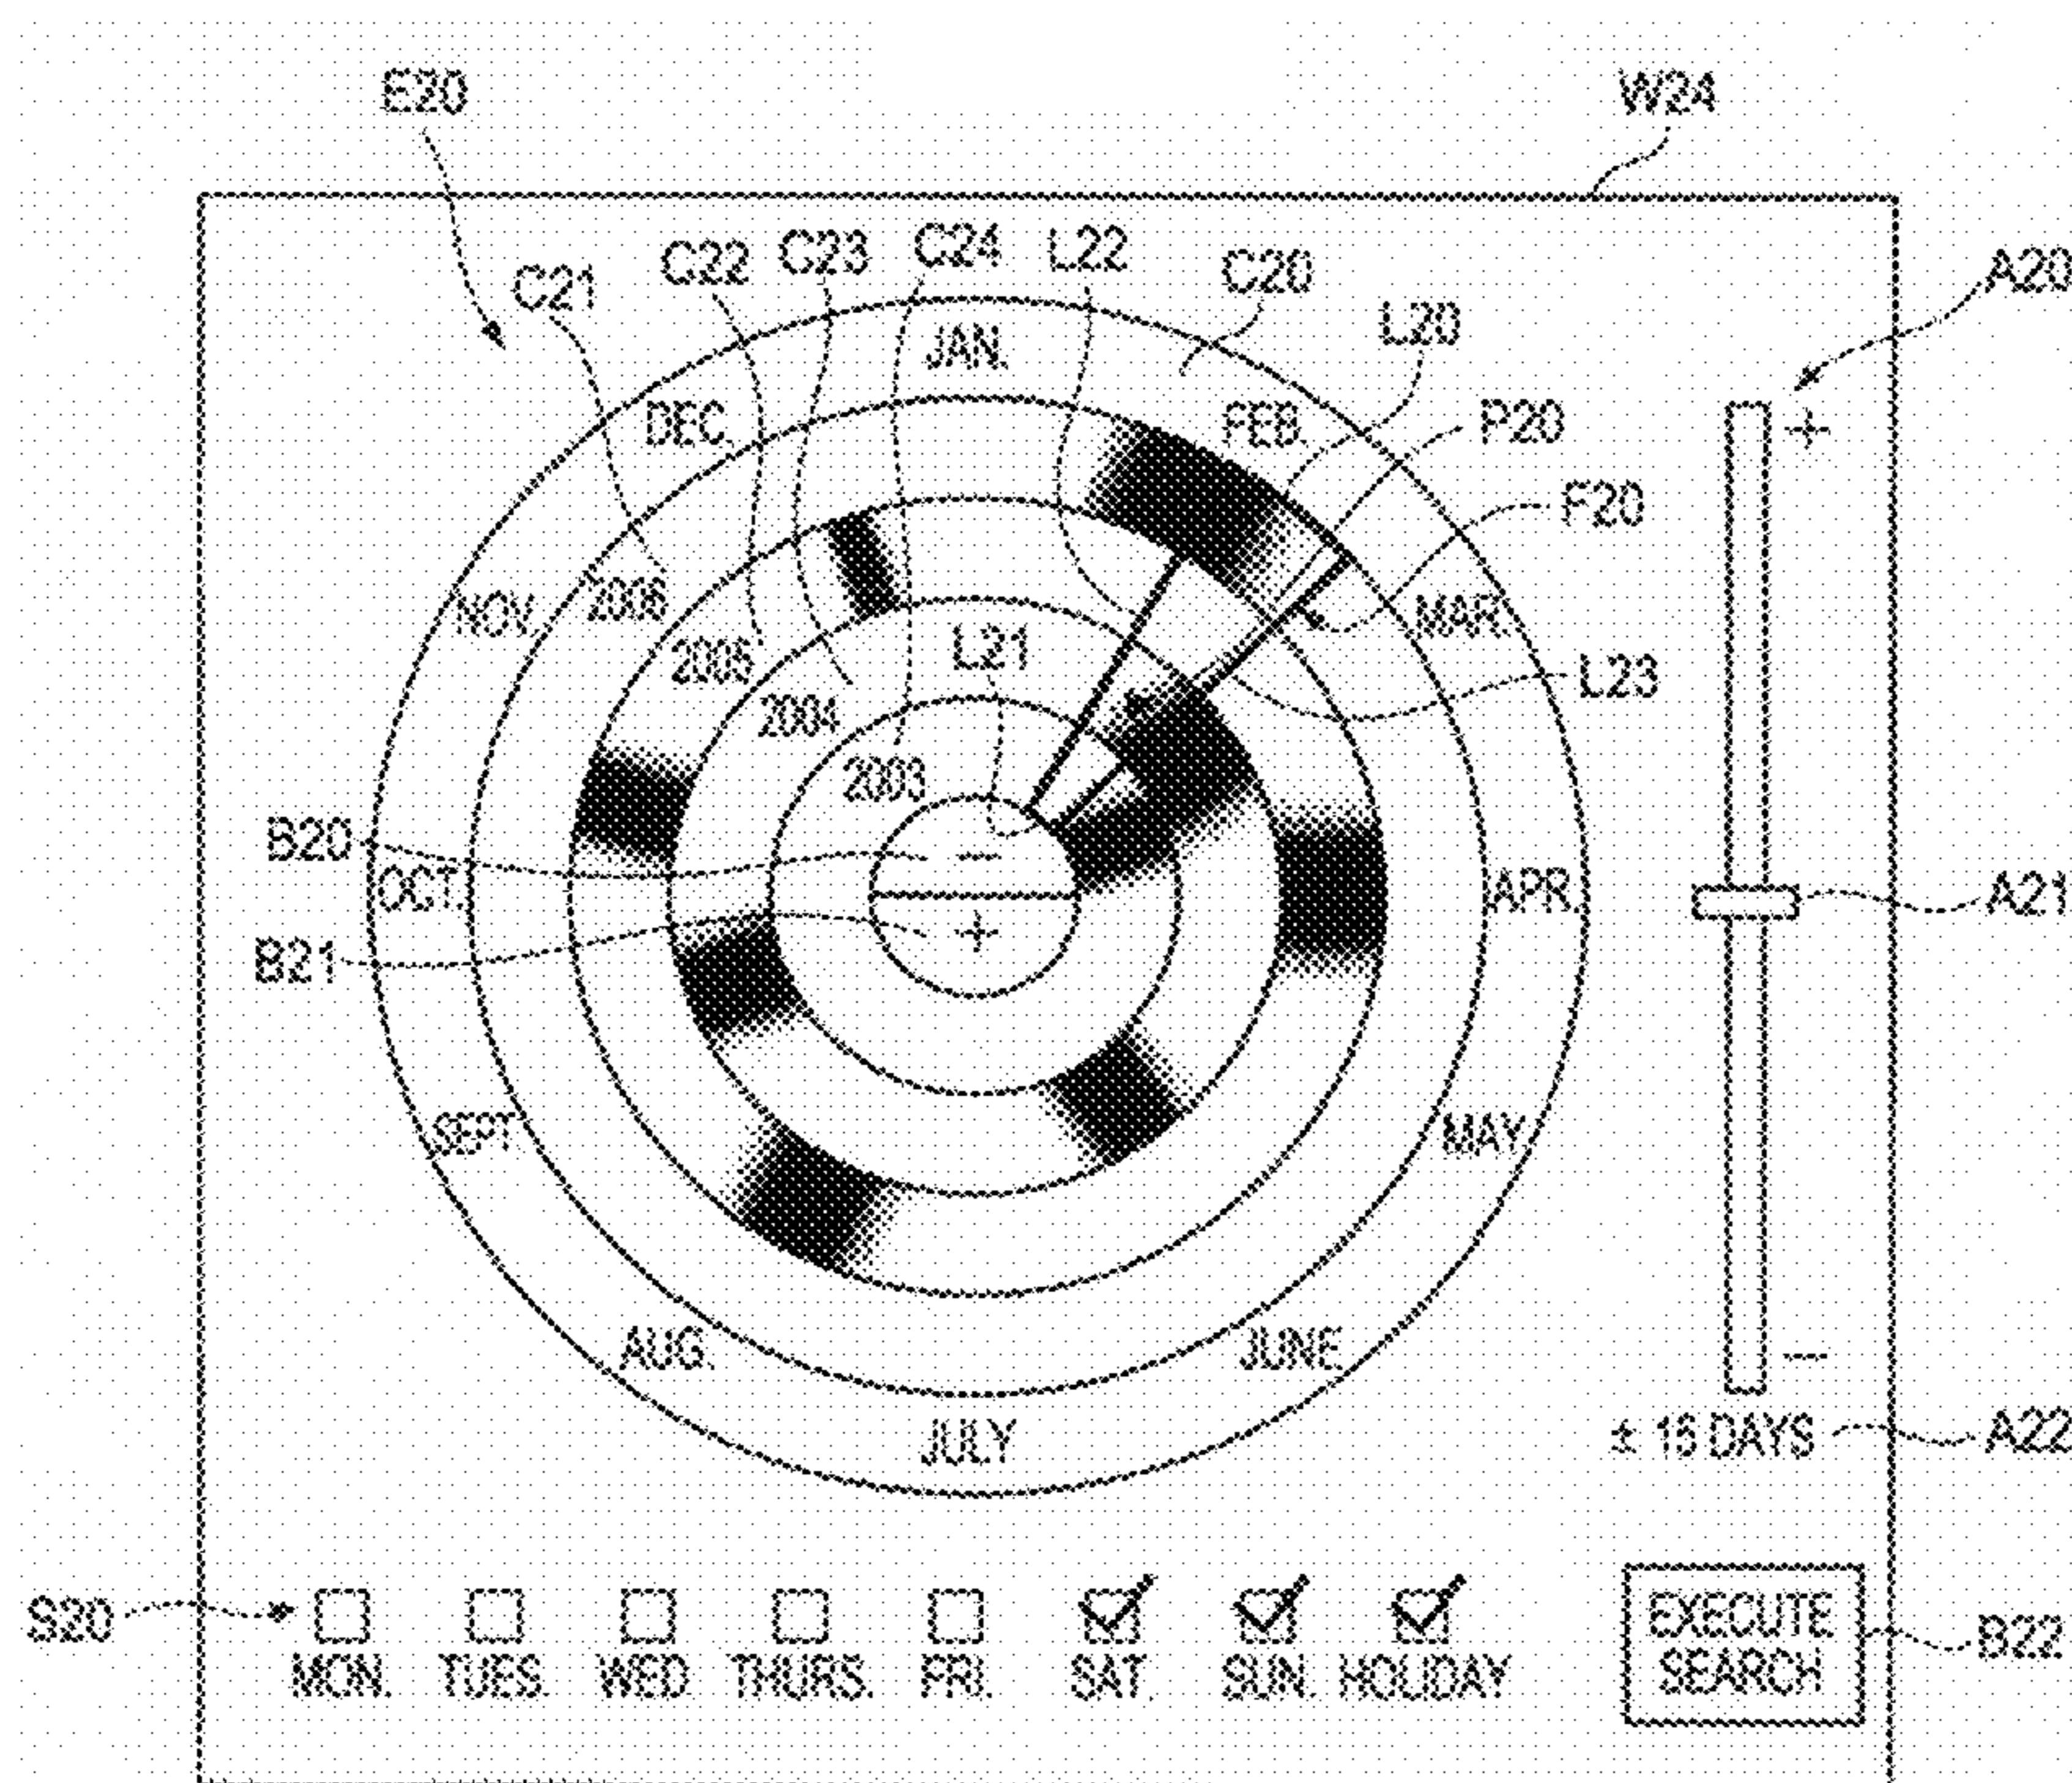 E20
W24
C21
C22
C23
C24
L22
C20
A20
L20
JAN.
DEC.
FEB.
P20
+
F20
NOV.
2006
MAR.
2005
L21
L23
2004
2003
B20
−
OCT.
APR.
A21
B21
+
SEPT.
MAY
AUG.
JUNE
−
JULY
± 16 DAYS
A22
S20
MON.
TUES.
WED
THURS.
FRI.
SAT.
SUN.
HOLIDAY
EXECUTE
SEARCH
B22